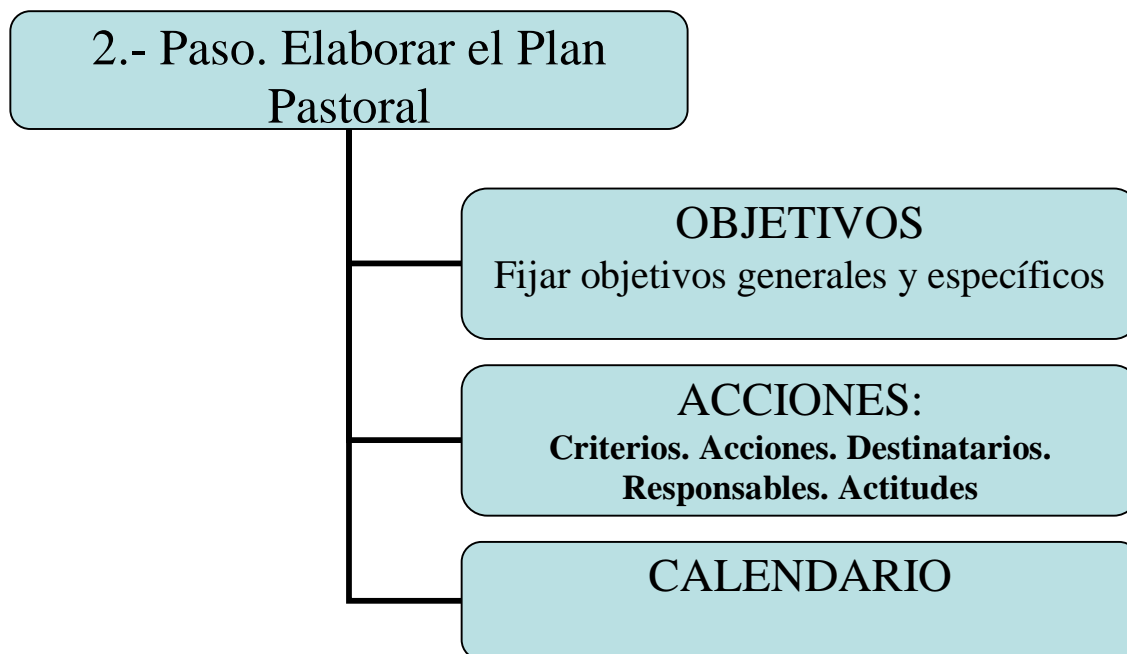 2.- Paso. Elaborar el Plan
Pastoral
OBJETIVOS
Fijar objetivos generales y específicos
ACCIONES:
Criterios. Acciones. Destinatarios.
Responsables. Actitudes
CALENDARIO